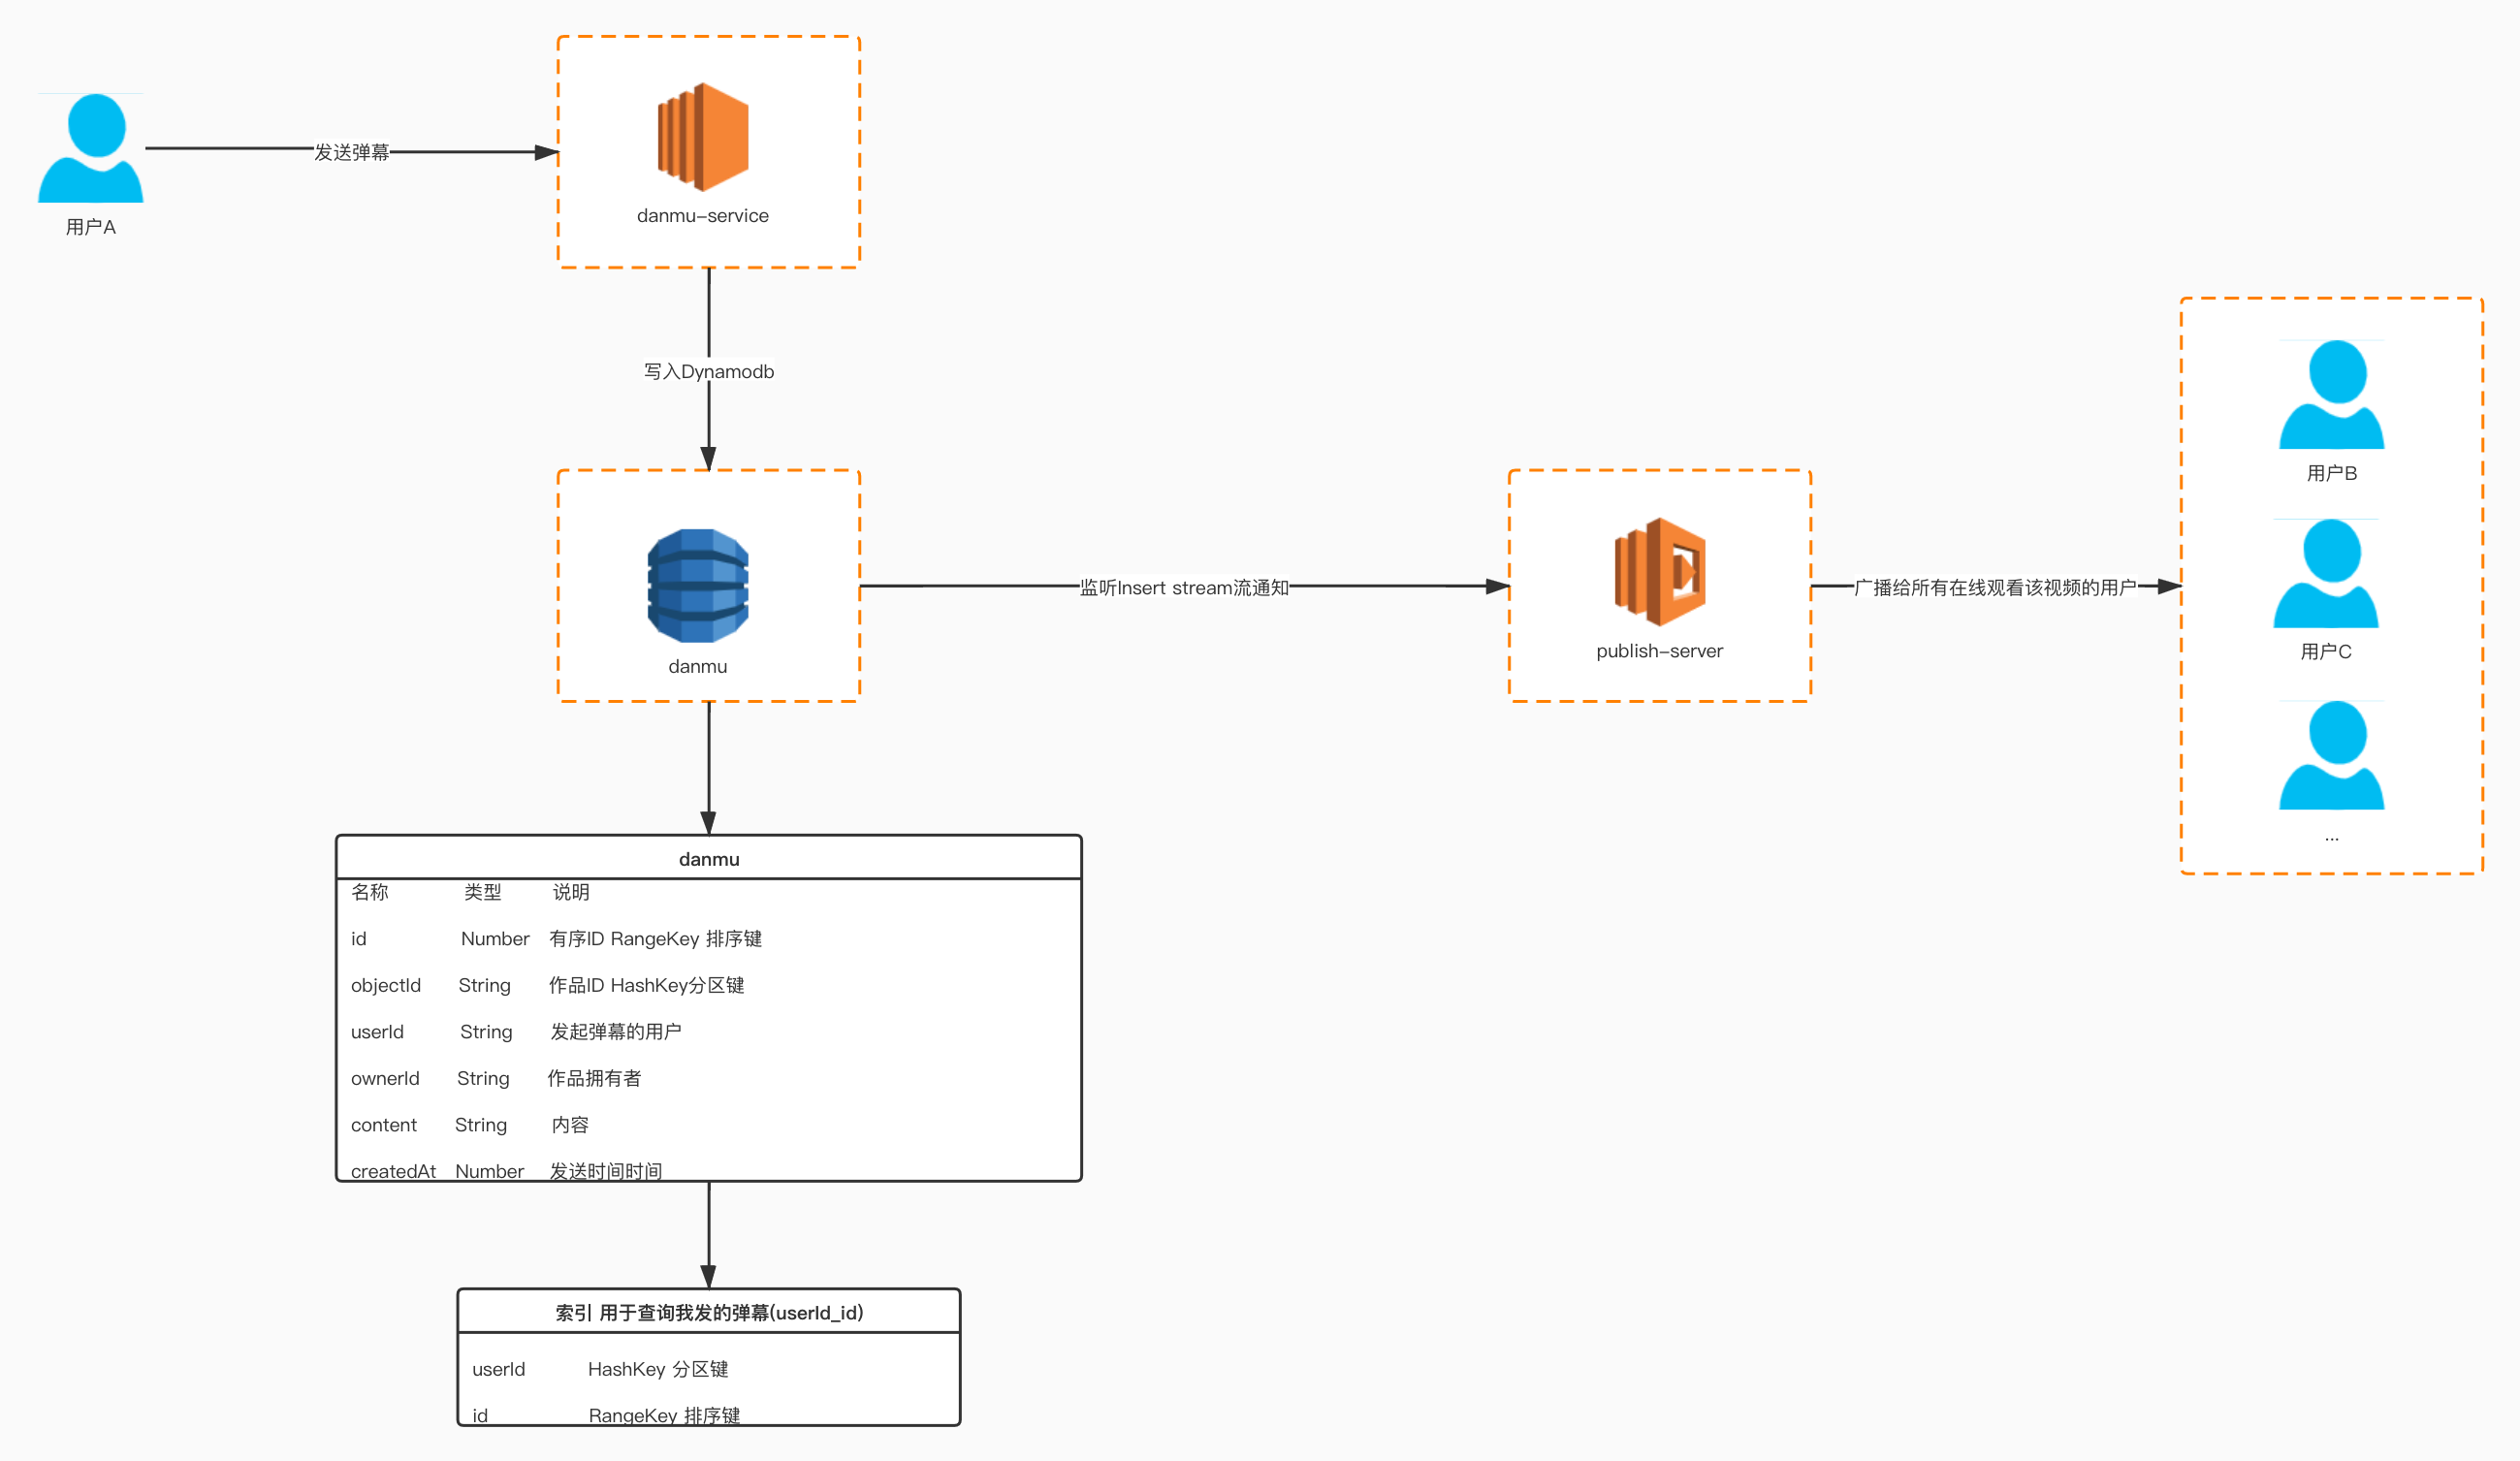 用户A
发送弹幕
danmu-service
写入Dynamodb
danmu
监听Insert stream流通知
publish-server
广播给所有在线观看该视频的用户
用户B
用户C
...
danmu
名称 类型 说明
id Number 有序ID RangeKey 排序键
objectId String 作品ID HashKey分区键
userId String 发起弹幕的用户
ownerId String 作品拥有者
content String 内容
createdAt Number 发送时间时间
索引 用于查询我发的弹幕(userId_id)
userId HashKey 分区键
id RangeKey 排序键